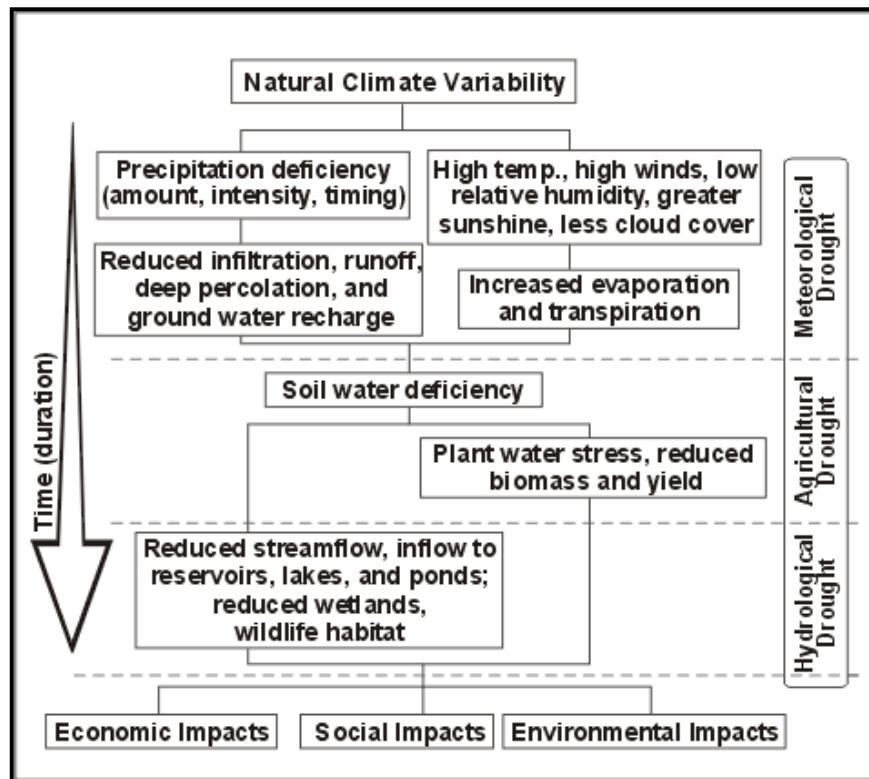 Natural Climate Variability
Precipitation deficiency
(amount, intensity, timing)
High temp., high winds, low
relative humidity, greater
sunshine, less cloud cover
Reduced infiltration, runoff,
deep percolation, and
ground water recharge
Increased evaporation
and transpiration
Meteorological
Drought
Soil water deficiency
Plant water stress, reduced
biomass and yield
Agricultural
Drought
Time (duration)
Reduced streamflow, inflow to
reservoirs, lakes, and ponds;
reduced wetlands,
wildlife habitat
Hydrological
Drought
Economic Impacts
Social Impacts
Environmental Impacts